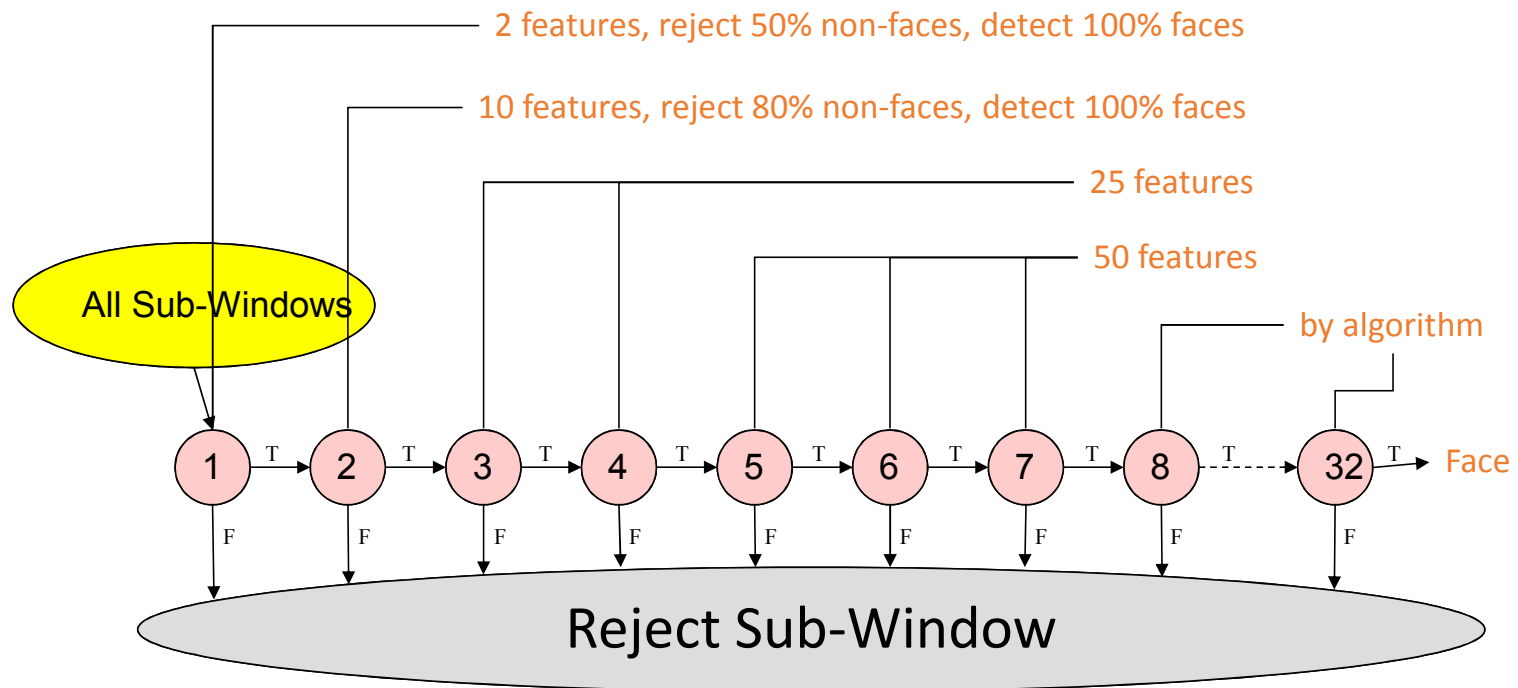 2 features, reject 50% non-faces, detect 100% faces
10 features, reject 80% non-faces, detect 100% faces
25 features
50 features
All Sub-Windows
by algorithm
1 T 2 T 3 T 4 T 5 T 6 T 7 T 8 T 32 T Face
F F F F F F F F F
Reject Sub-Window